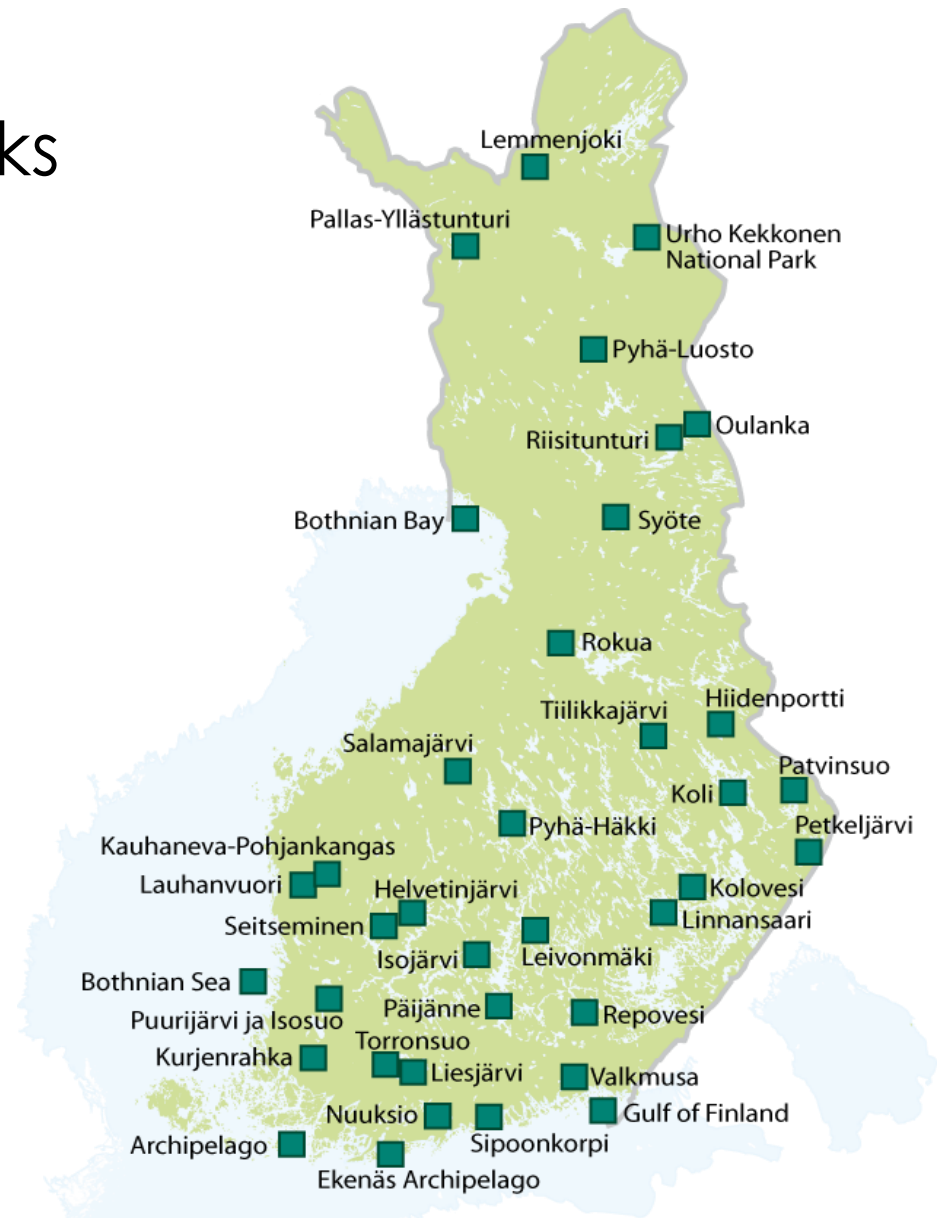 ks
Lemmenjoki
Pallas-Yllästunturi
Urho Kekkonen
National Park
Pyhä-Luosto
Oulanka
Riisitunturi
Bothnian Bay
Syöte
Rokua
Hiidenportti
Tiilikkajärvi
Salamajärvi
Patvinsuo
Koli
Pyhä-Häkki
Petkeljärvi
Kauhaneva-Pohjankangas
Lauhanvuori
Helvetinjärvi
Kolovesi
Linnansaari
Seitseminen
Isojärvi
Leivonmäki
Bothnian Sea
Päijänne
Repovesi
Puurijärvi ja Isosuo
Torronsuo
Kurjenrahka
Liesjärvi
Valkmusa
Nuuksio
Gulf of Finland
Sipoonkorpi
Archipelago
Ekenäs Archipelago